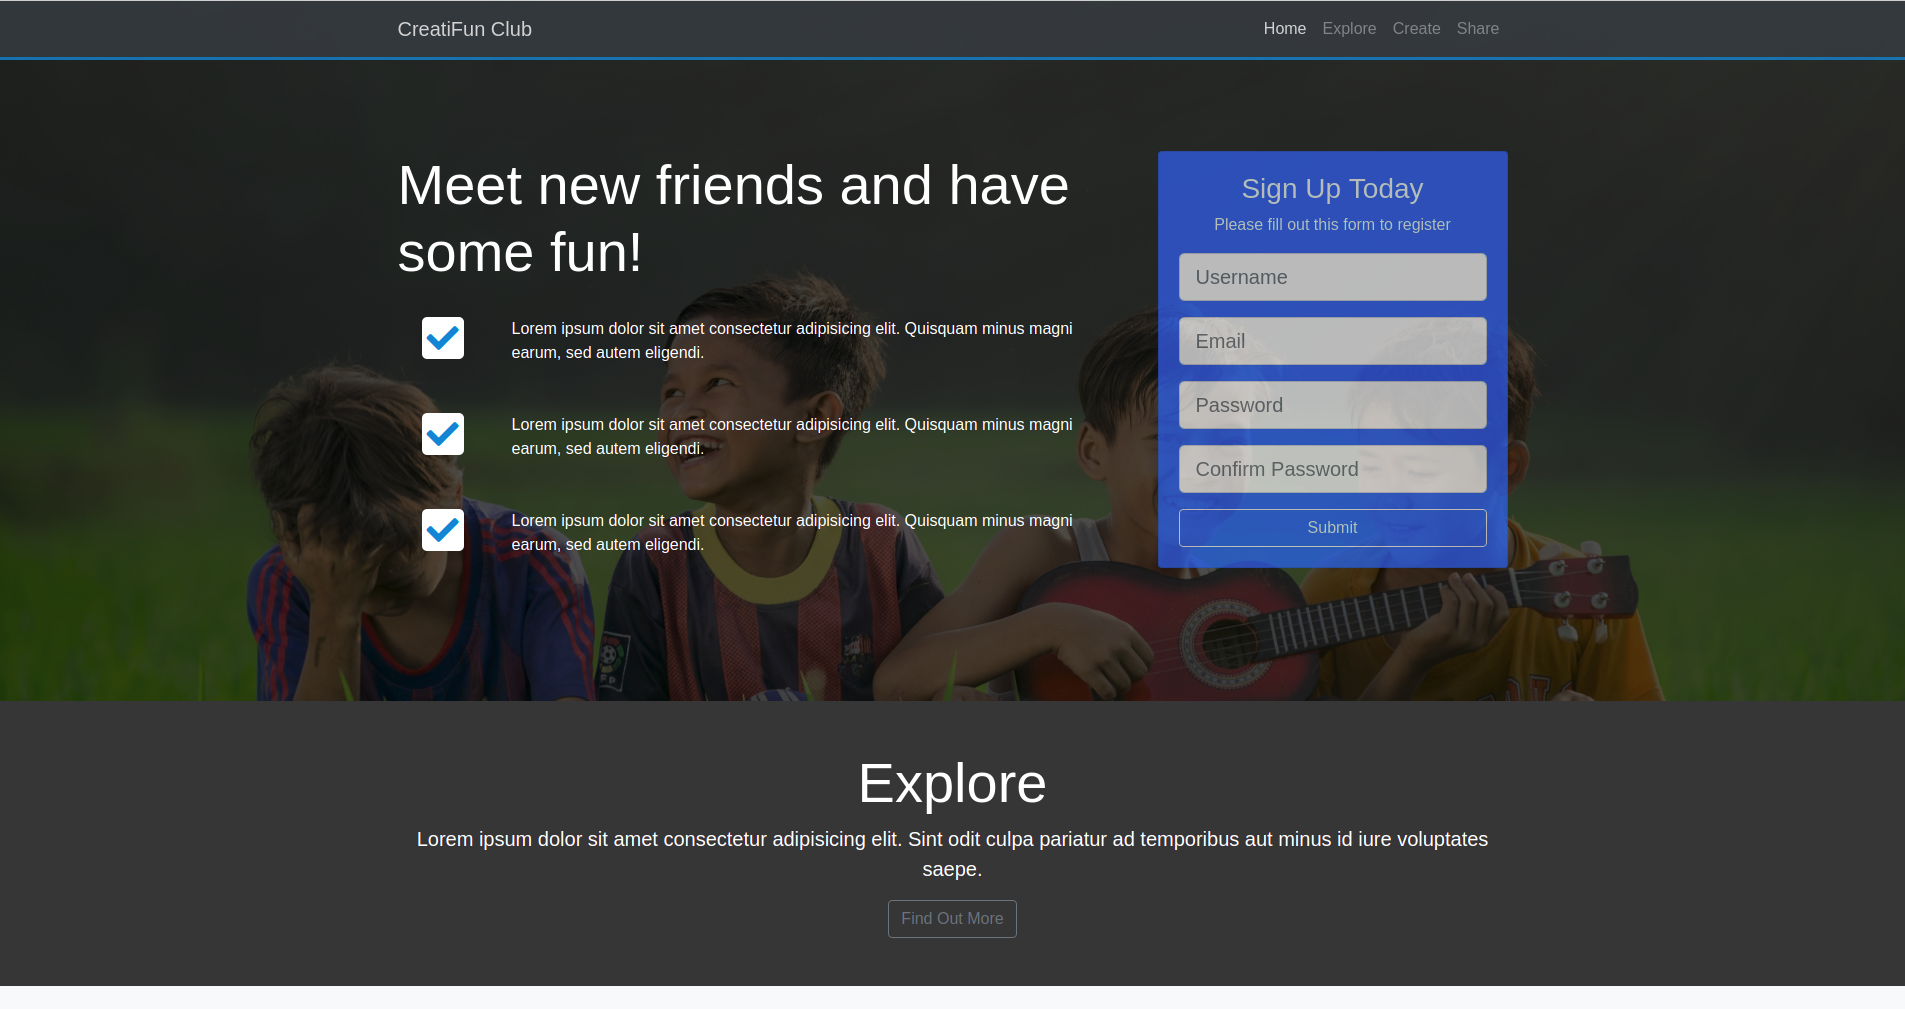 CreatiFun Club
Home Explore Create Share
Meet new friends and have
some fun!
Lorem ipsum dolor sit amet consectetur adipisicing elit. Quisquam minus magni
earum, sed autem eligendi.
Lorem ipsum dolor sit amet consectetur adipisicing elit. Quisquam minus magni
earum, sed autem eligendi.
Lorem ipsum dolor sit amet consectetur adipisicing elit. Quisquam minus magni
earum, sed autem eligendi.
Sign Up Today
Please fill out this form to register
Username
Email
Password
Confirm Password
Submit
Explore
Lorem ipsum dolor sit amet consectetur adipisicing elit. Sint odit culpa pariatur ad temporibus aut minus id iure voluptates
saepe.
Find Out More